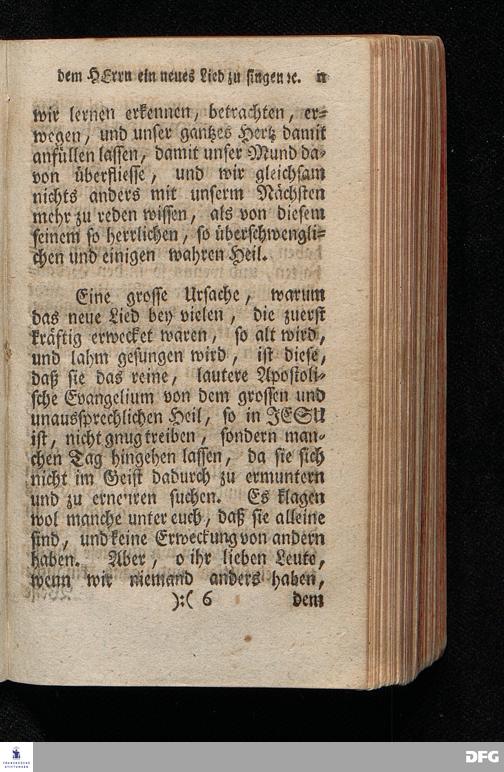 dem HErrn ein neues Lied zu singen ꝛc. 11
wir lernen erkennen, betrachten, er-
wegen, und unser gantzes Hertz damit
anfüllen lassen, damit unser Mund da-
von überfliesse, und wir gleichsam
nichts anders mit unserm Nächsten
mehr zu reden wissen, als von diesem
seinem so herrlichen, so überschwengli-
chen und einigen wahren Heil.
Eine grosse Ursache, warum
das neue Lied bey vielen, die zuerst
kräftig erwecket waren, so alt wird,
und lahm gesungen wird, ist diese,
daß sie das reine, lautere Apostoli-
sche Evangelium von dem grossen und
unaussprechlichen Heil, so in JESU
ist, nicht gnug treiben, sondern man-
chen Tag hingehen lassen, da sie sich
nicht im Geist dadurch zu ermuntern
und zu erneuren suchen. Es klagen
wol manche unter euch, daß sie alleine
sind, und keine Erweckung von andern
haben. Aber, o ihr lieben Leute,
wenn wir niemand anders haben,
):( 6 dem
FRANCKESCHE
STIFTUNGEN
DFG